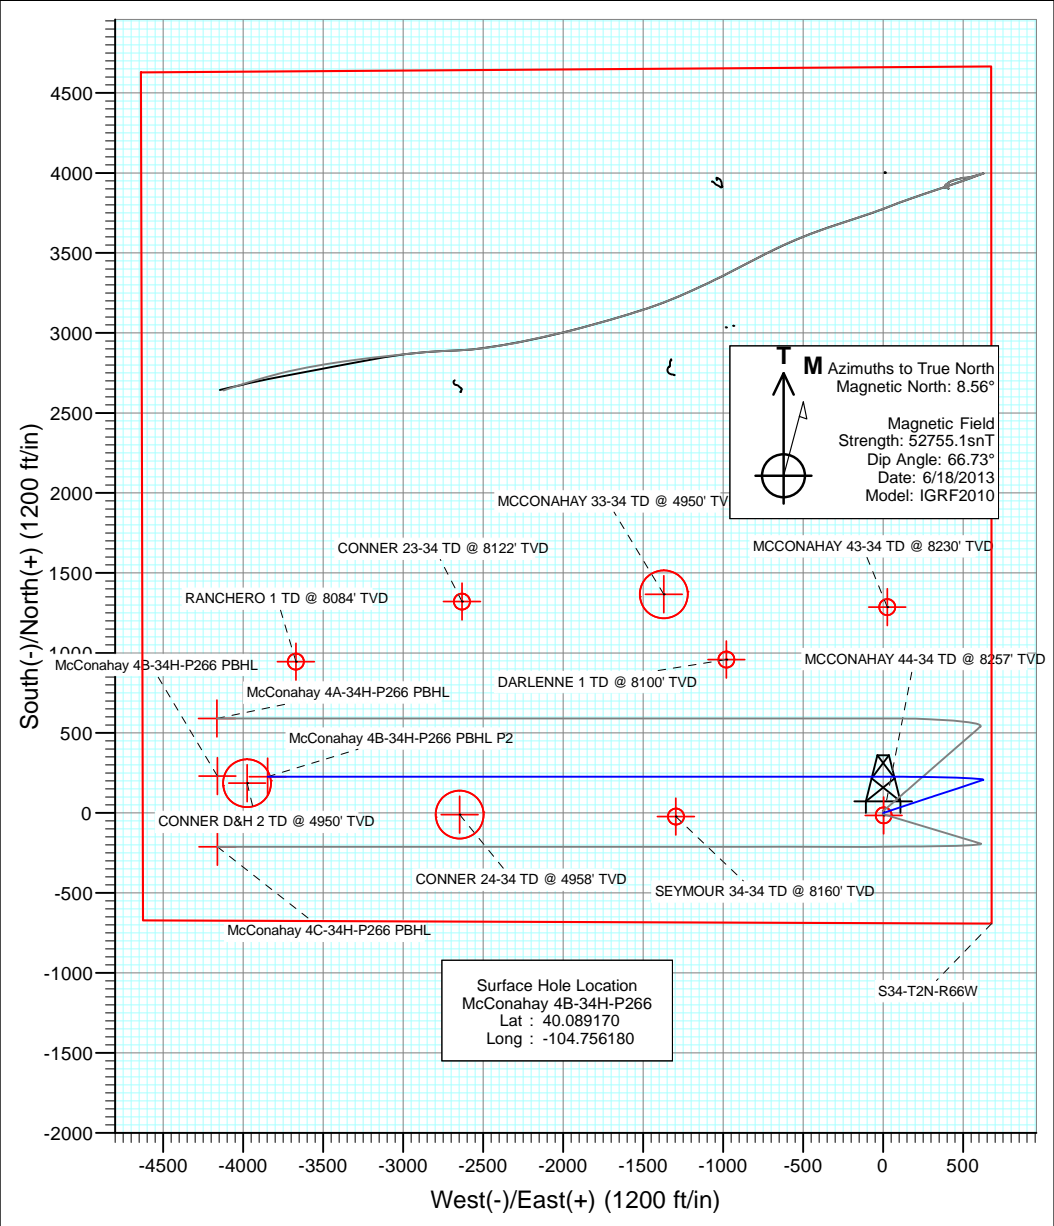 4500
4000
3500
3000
2500
2000
1500
1000
500
0
-500
-1000
-1500
-2000
South(-)/North(+) (1200 ft/in)
-4500
-4000
-3500
-3000
-2500
-2000
-1500
-1000
-500
0
500
West(-)/East(+) (1200 ft/in)
T
M
Azimuths to True North
Magnetic North: 8.56°
Magnetic Field
Strength: 52755.1snT
Dip Angle: 66.73°
Date: 6/18/2013
Model: IGRF2010
MCCONAHAY 33-34 TD @ 4950' TV
CONNER 23-34 TD @ 8122' TVD
MCCONAHAY 43-34 TD @ 8230' TVD
RANCHERO 1 TD @ 8084' TVD
McConahay 4B-34H-P266 PBHL
MCCONAHAY 44-34 TD @ 8257' TVD
DARLENNE 1 TD @ 8100' TVD
McConahay 4A-34H-P266 PBHL
McConahay 4B-34H-P266 PBHL P2
CONNER D&H 2 TD @ 4950' TVD
CONNER 24-34 TD @ 4958' TVD
SEYMOUR 34-34 TD @ 8160' TVD
McConahay 4C-34H-P266 PBHL
S34-T2N-R66W
Surface Hole Location
McConahay 4B-34H-P266
Lat : 40.089170
Long : -104.756180